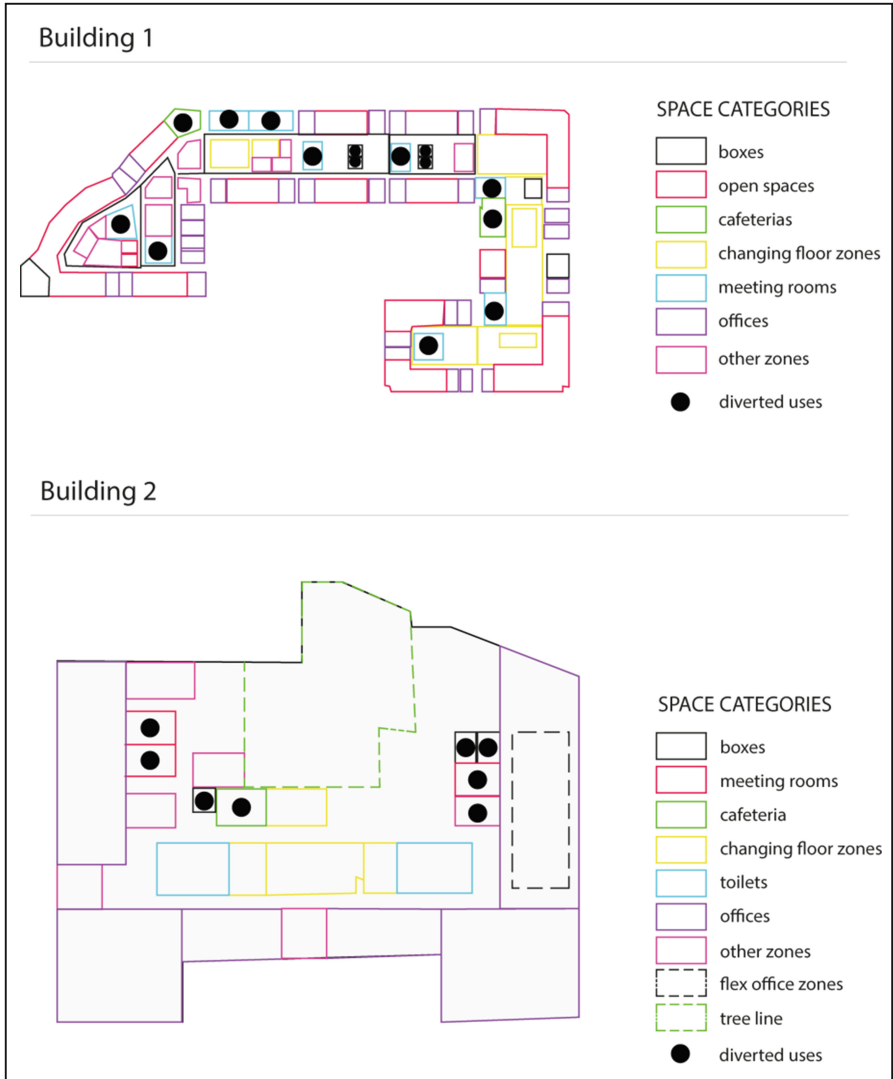 Building 1
SPACE CATEGORIES
boxes
open spaces
cafeterias
changing floor zones
meeting rooms
offices
other zones
diverted uses
Building 2
SPACE CATEGORIES
boxes
meeting rooms
cafeteria
changing floor zones
toilets
offices
other zones
flex office zones
tree line
diverted uses